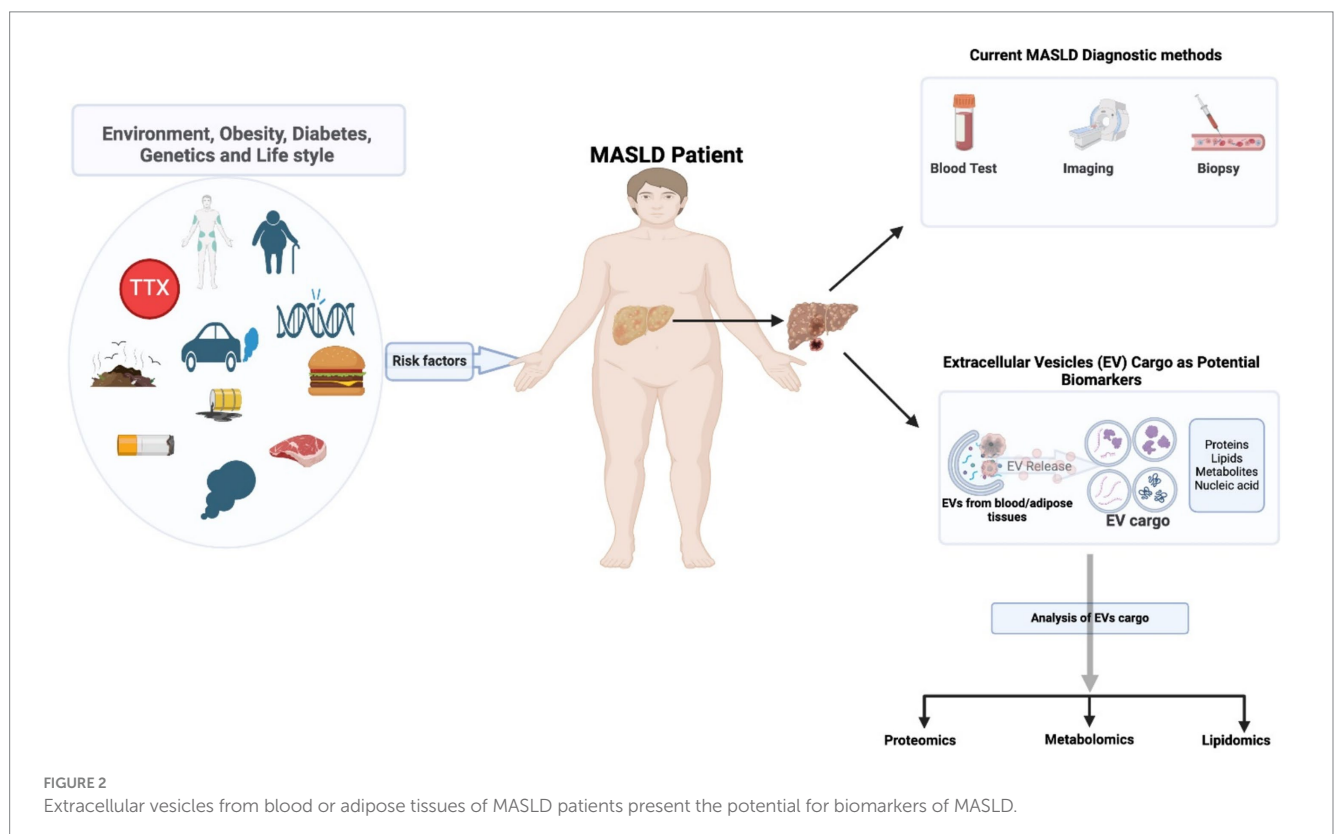 Environment, Obesity, Diabetes,
Genetics and Life style
TTX
Risk factors
MASLD Patient
Current MASLD Diagnostic methods
Blood Test
Imaging
Biopsy
Extracellular Vesicles (EV) Cargo as Potential
Biomarkers
EV Release
EVs from blood/adipose
tissues
EV cargo
Proteins
Lipids
Metabolites
Nucleic acid
Analysis of EVs cargo
Proteomics
Metabolomics
Lipidomics
FIGURE 2
Extracellular vesicles from blood or adipose tissues of MASLD patients present the potential for biomarkers of MASLD.